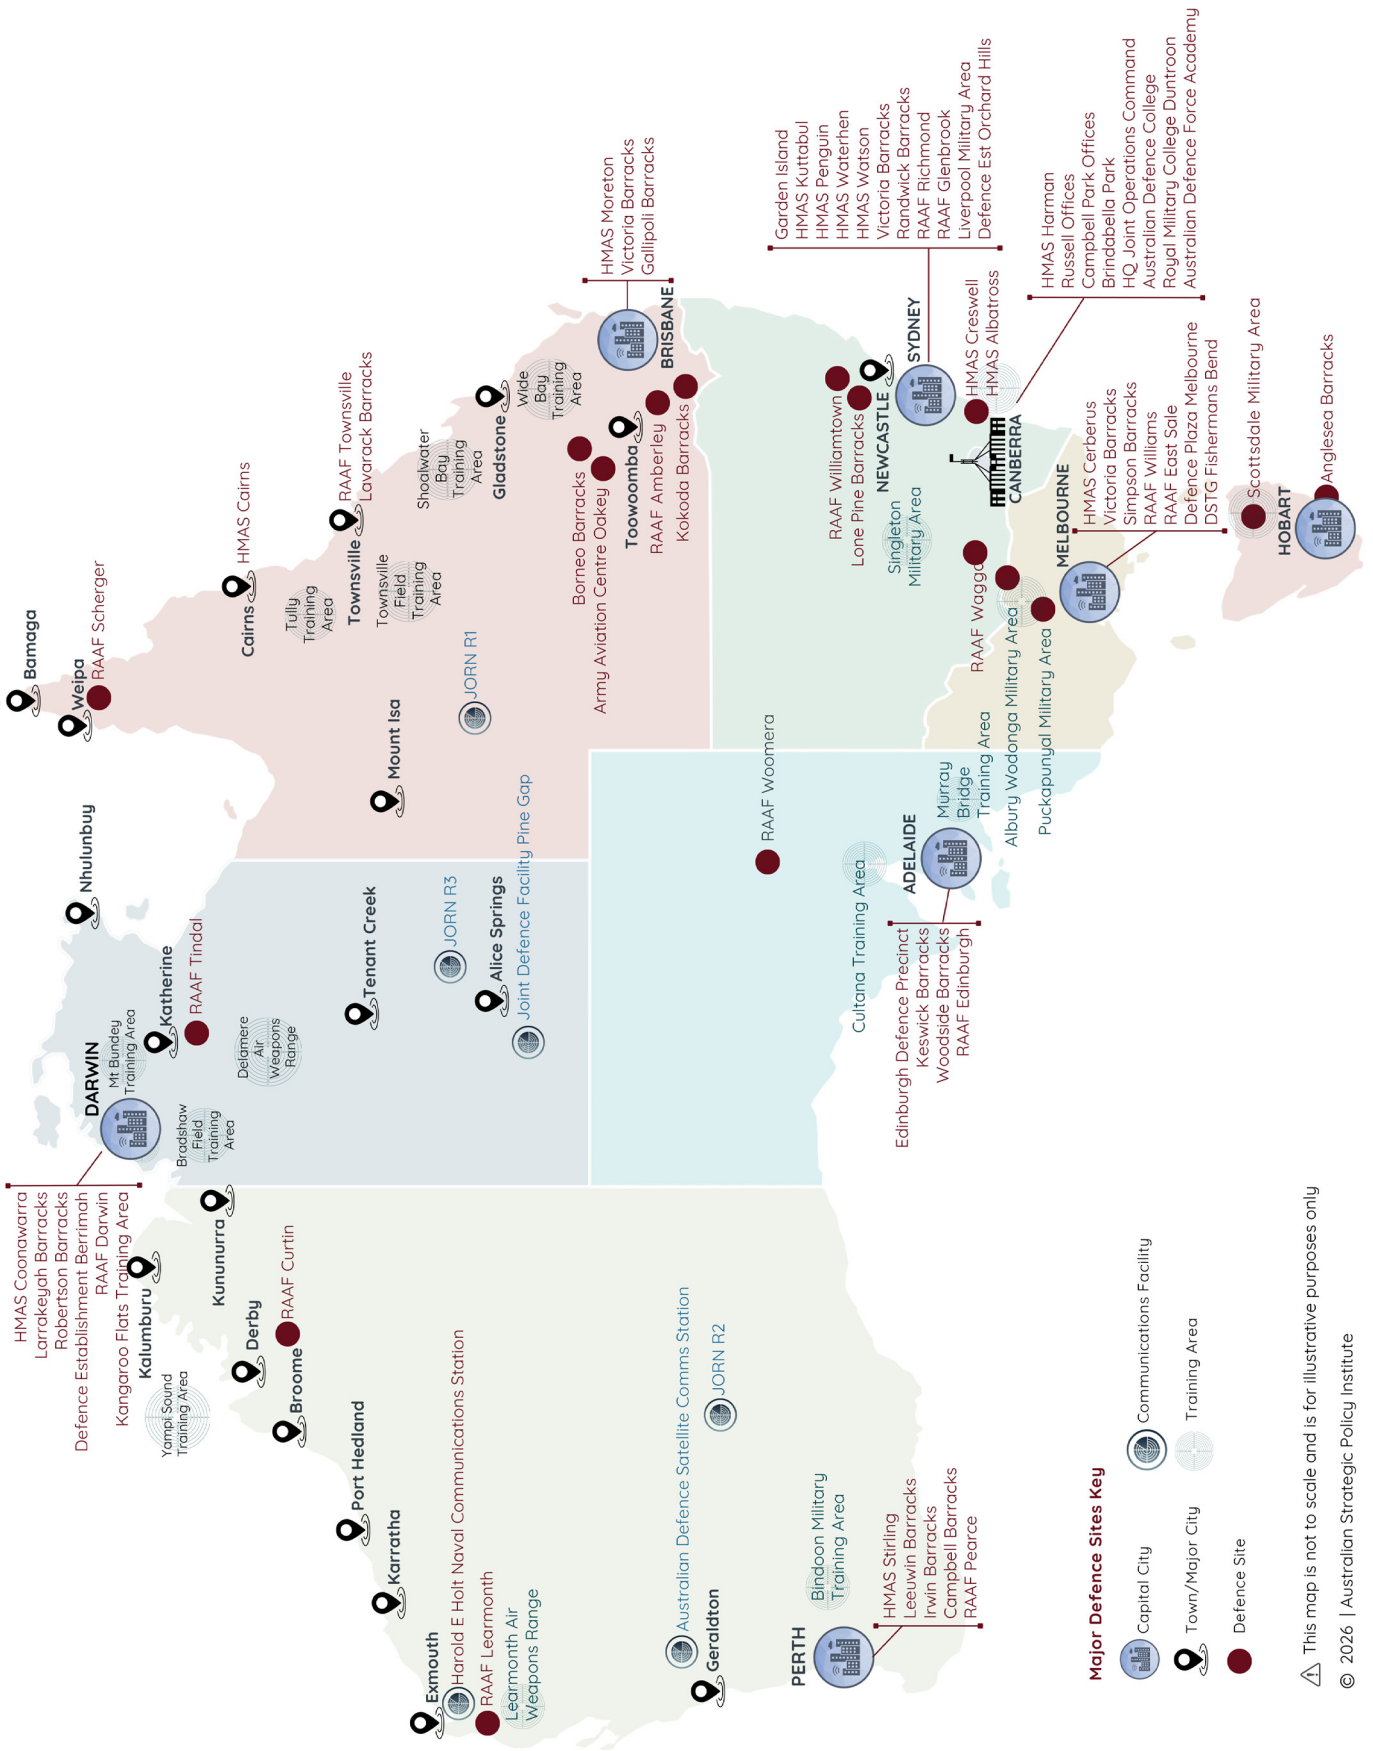 Bamaga
Weipa
RAAF Scherger
Nhulunbuy
HMAS Coonawarra
Larrakeyah Barracks
Robertson Barracks
Defence Establishment Berrimah
RAAF Darwin
Kangaroo Flats Training Area
DARWIN
Mt Bundey
Training Area
Katherine
RAAF Tindal
Bradshaw
Field
Training
Area
Delamere
Air
Weapons
Range
Kalumburu
Yampi Sound
Training Area
Kununurra
Derby
RAAF Curtin
Broome
Port Hedland
Karratha
Exmouth
Harold E Holt Naval Communications Station
RAAF Learmonth
Learmonth Air
Weapons Range
Tenant Creek
JORN R3
Alice Springs
Joint Defence Facility Pine Gap
Cairns
HMAS Cairns
Tully
Training
Area
Townsville
RAAF Townsville
Lavarack Barracks
Townsville
Field
Training
Area
Mount Isa
JORN R1
Shoalwater
Bay
Training
Area
Gladstone
Wide
Bay
Training
Area
HMAS Moreton
Victoria Barracks
Gallipoli Barracks
BRISBANE
Borneo Barracks
Army Aviation Centre Oakey
Toowoomba
RAAF Amberley
Kokoda Barracks
Australian Defence Satellite Comms Station
Geraldton
JORN R2
PERTH
Bindoon Military
Training Area
HMAS Stirling
Leeuwin Barracks
Irwin Barracks
Campbell Barracks
RAAF Pearce
RAAF Woomera
Cultana Training Area
ADELAIDE
Edinburgh Defence Precinct
Keswick Barracks
Woodside Barracks
RAAF Edinburgh
Murray
Bridge
Training Area
RAAF Williamtown
Lone Pine Barracks
NEWCASTLE
Singleton
Military Area
SYDNEY
Garden Island
HMAS Kuttabul
HMAS Penguin
HMAS Waterhen
HMAS Watson
Victoria Barracks
Randwick Barracks
RAAF Richmond
RAAF Glenbrook
Liverpool Military Area
Defence Est Orchard Hills
HMAS Creswell
HMAS Albatross
CANBERRA
HMAS Harman
Russell Offices
Campbell Park Offices
Brindabella Park
HQ Joint Operations Command
Australian Defence College
Royal Military College Duntroon
Australian Defence Force Academy
RAAF Wagga
Albury Wodonga Military Area
Puckapunyal Military Area
MELBOURNE
HMAS Cerberus
Victoria Barracks
Simpson Barracks
RAAF Williams
RAAF East Sale
Defence Plaza Melbourne
DSTG Fishermans Bend
Scottsdale Military Area
HOBART
Anglesea Barracks
Major Defence Sites Key
Capital City
Town/Major City
Defence Site
Communications Facility
Training Area
This map is not to scale and is for illustrative purposes only
© 2026 | Australian Strategic Policy Institute